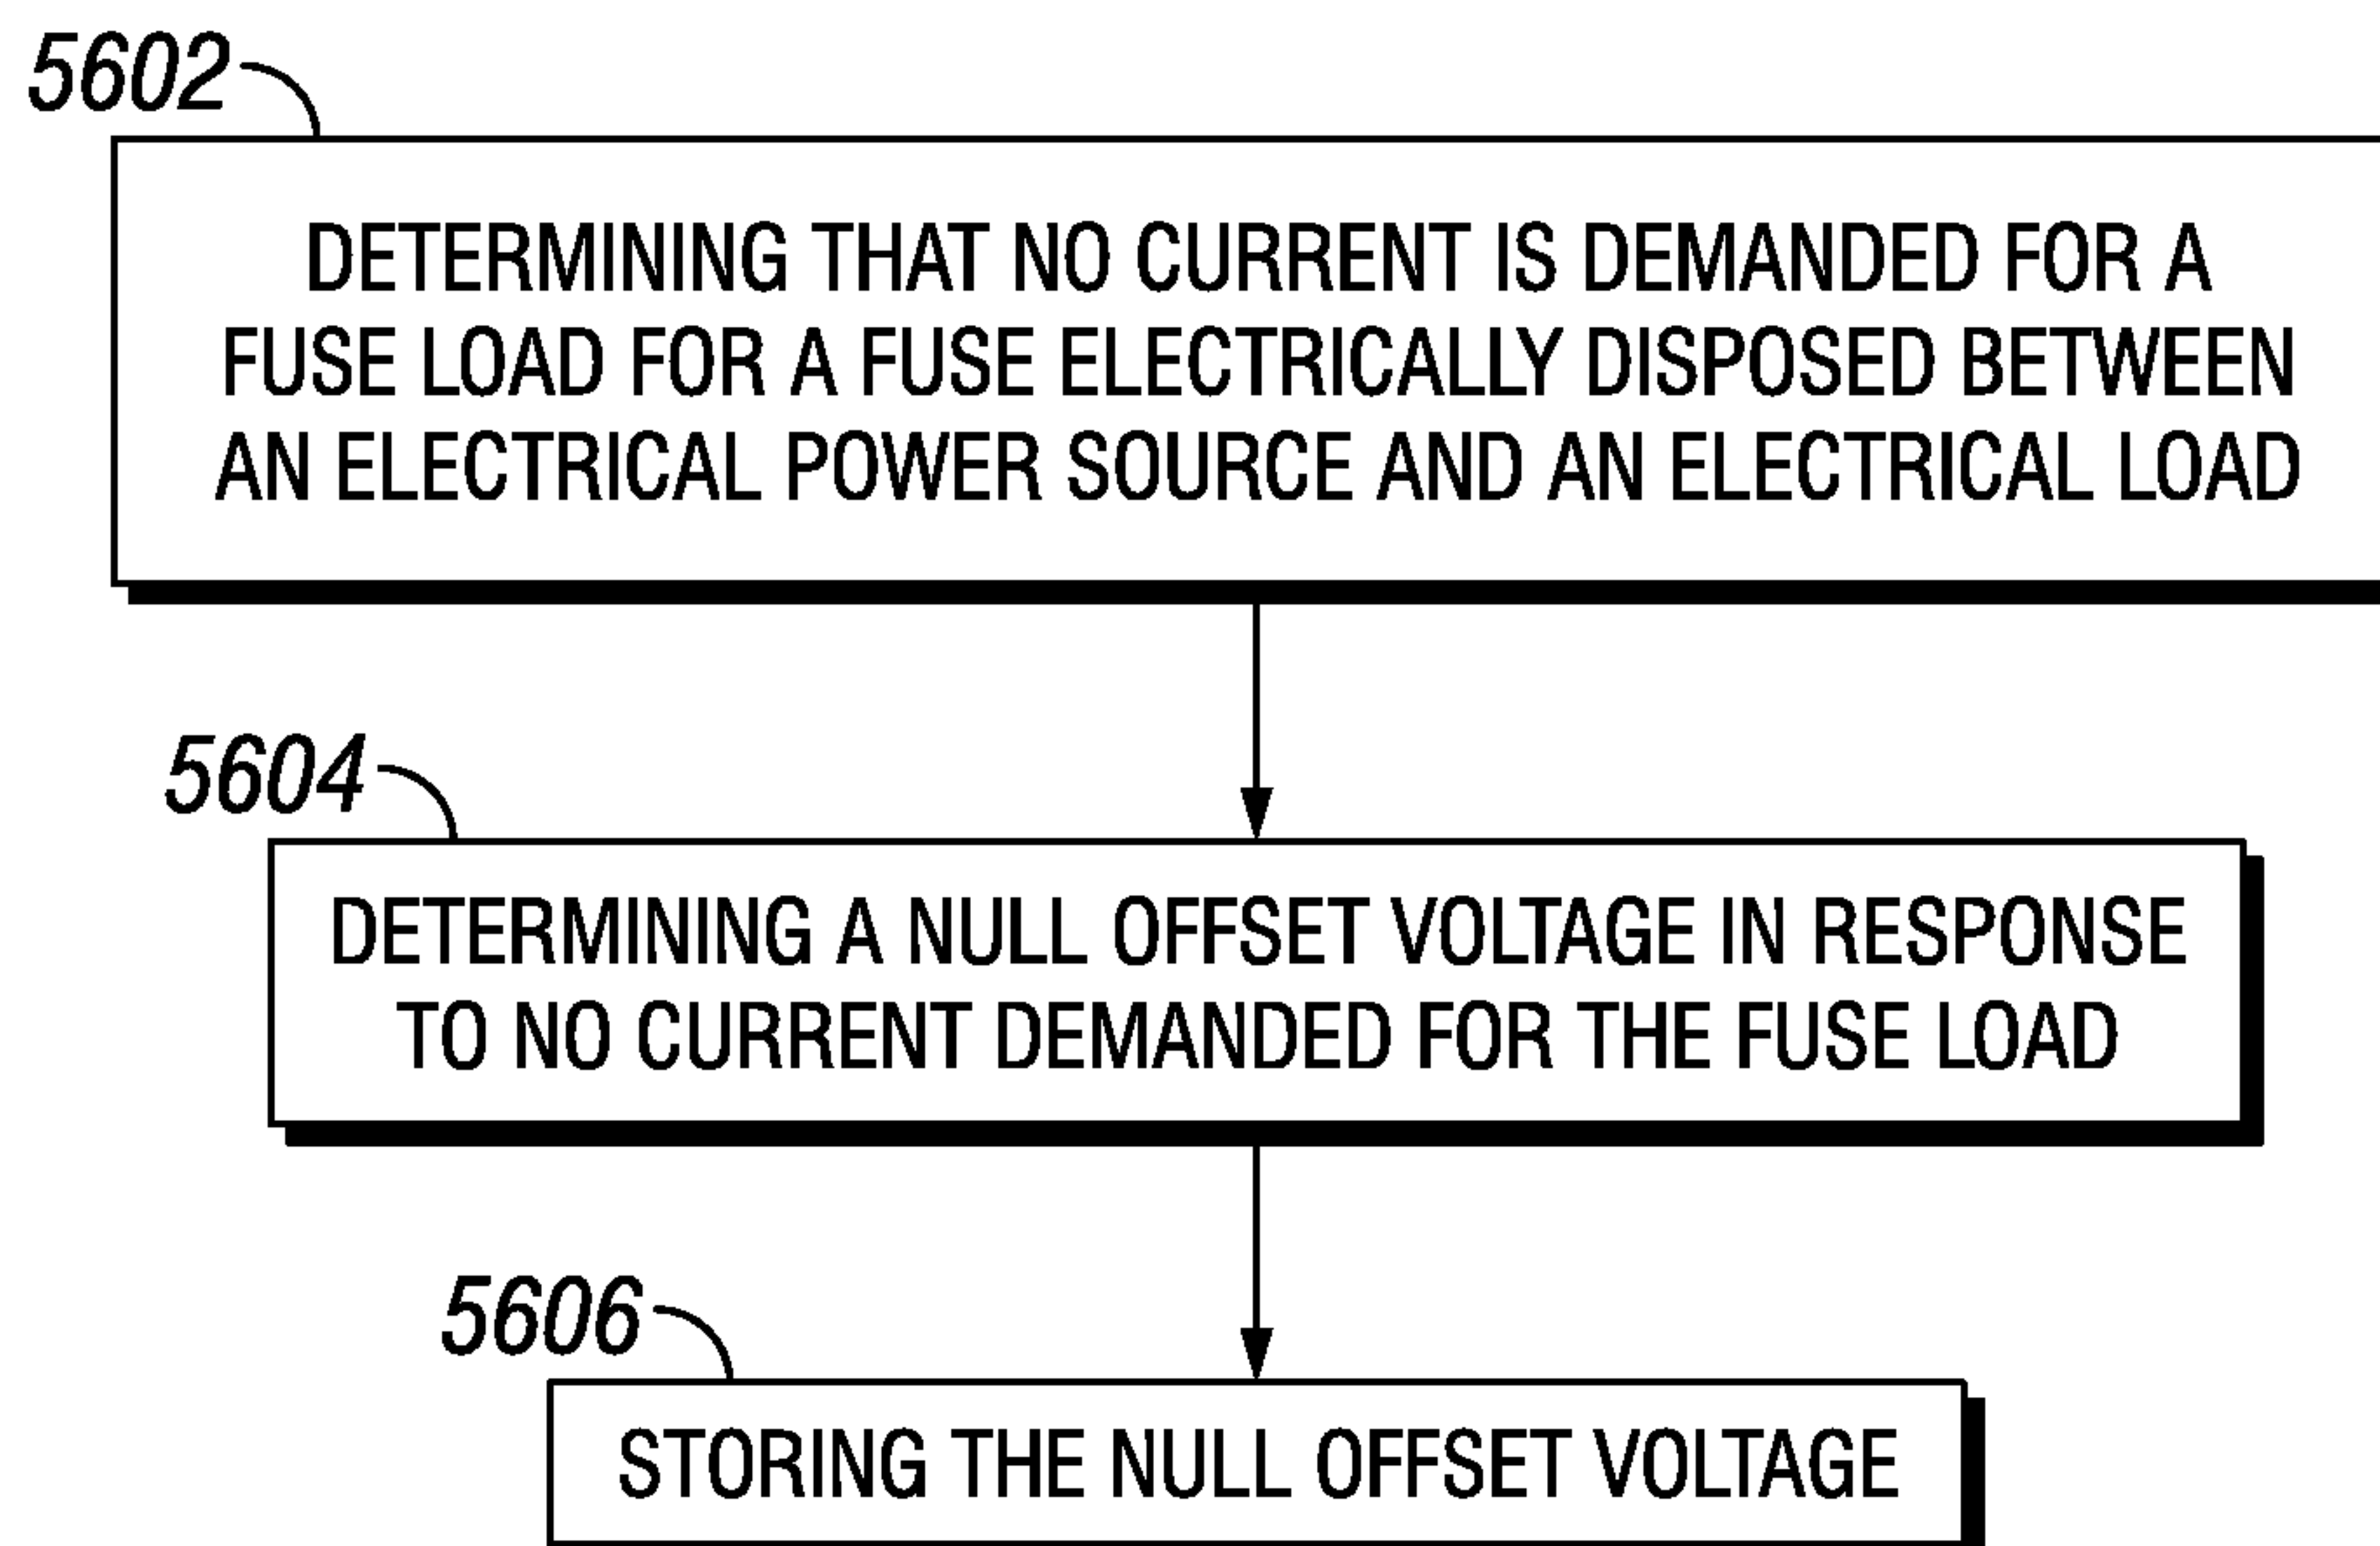 5602
DETERMINING THAT NO CURRENT IS DEMANDED FOR A
FUSE LOAD FOR A FUSE ELECTRICALLY DISPOSED BETWEEN
AN ELECTRICAL POWER SOURCE AND AN ELECTRICAL LOAD
5604
DETERMINING A NULL OFFSET VOLTAGE IN RESPONSE
TO NO CURRENT DEMANDED FOR THE FUSE LOAD
5606
STORING THE NULL OFFSET VOLTAGE